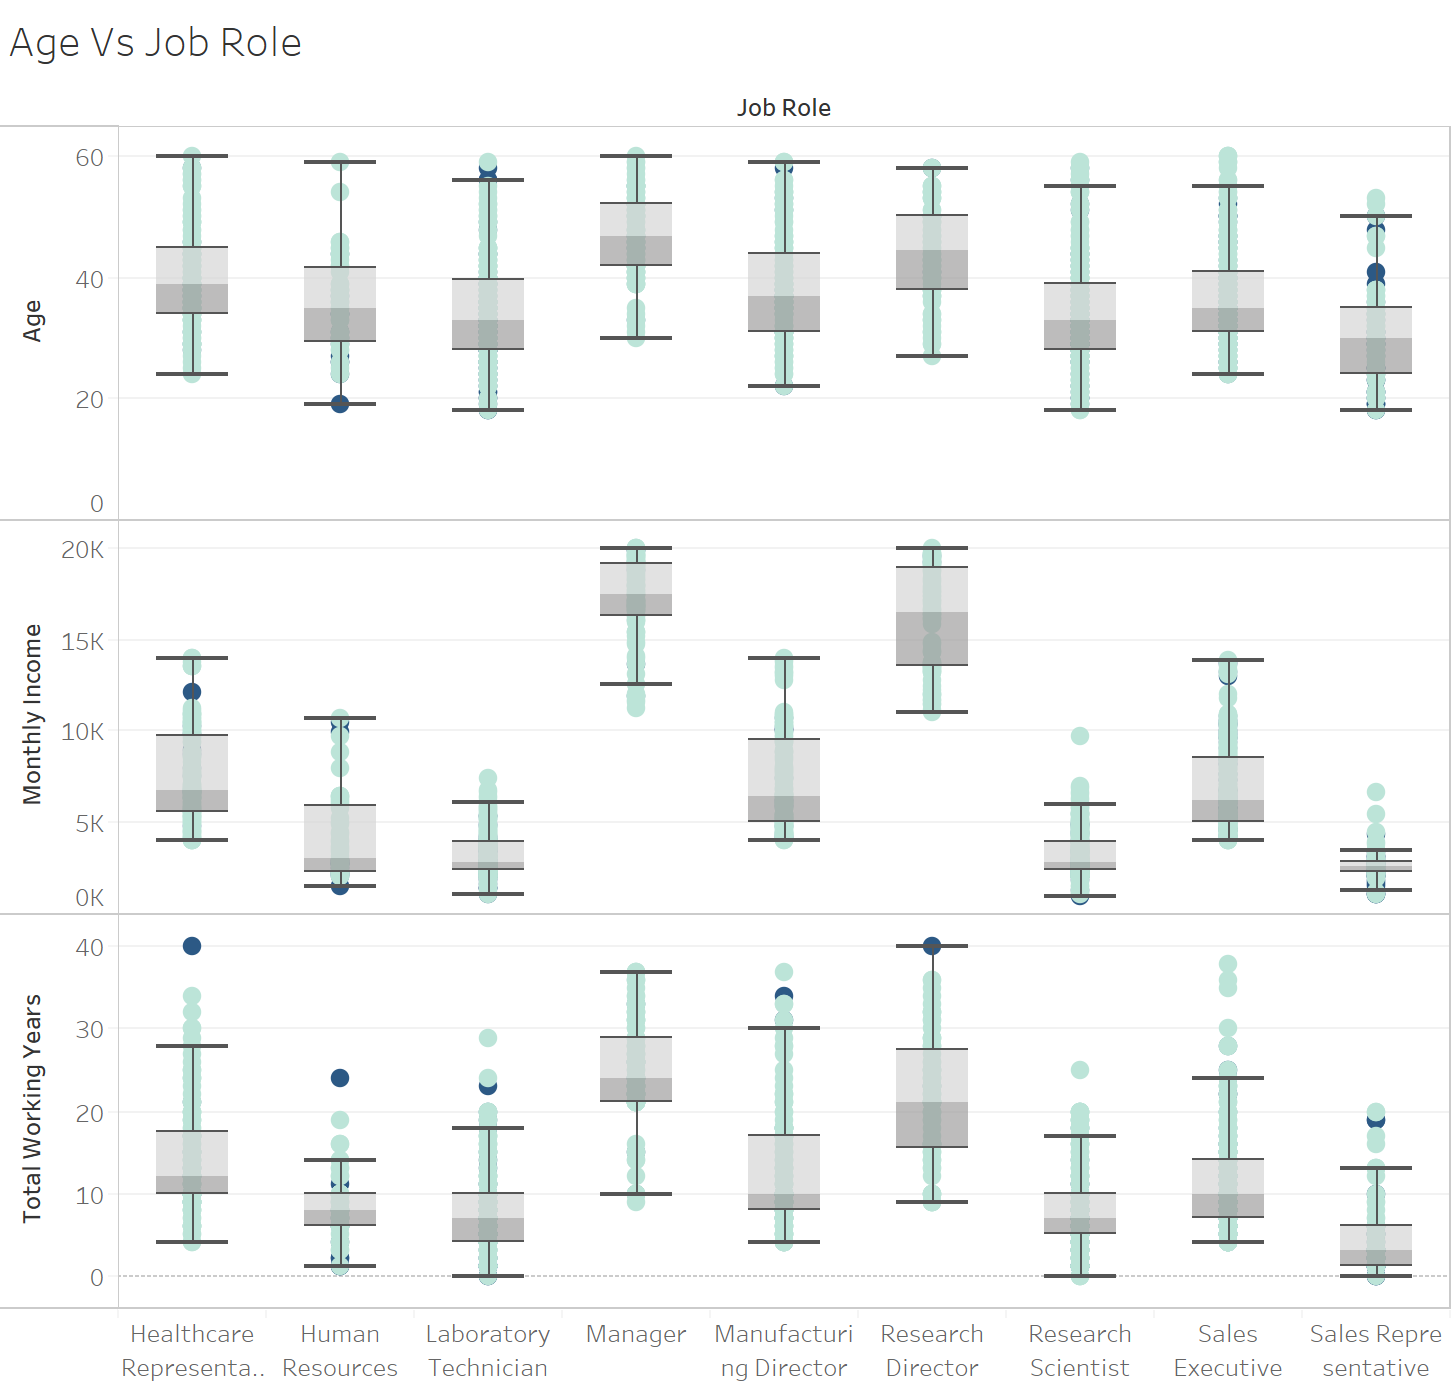 Age Vs Job Role
Job Role
Age
60
40
20
0
Monthly Income
20K
15K
10K
5K
0K
Total Working Years
40
30
20
10
0
Healthcare
Representa..
Human
Resources
Laboratory
Technician
Manager
Manufacturi
ng Director
Research
Director
Research
Scientist
Sales
Executive
Sales Repre
sentative